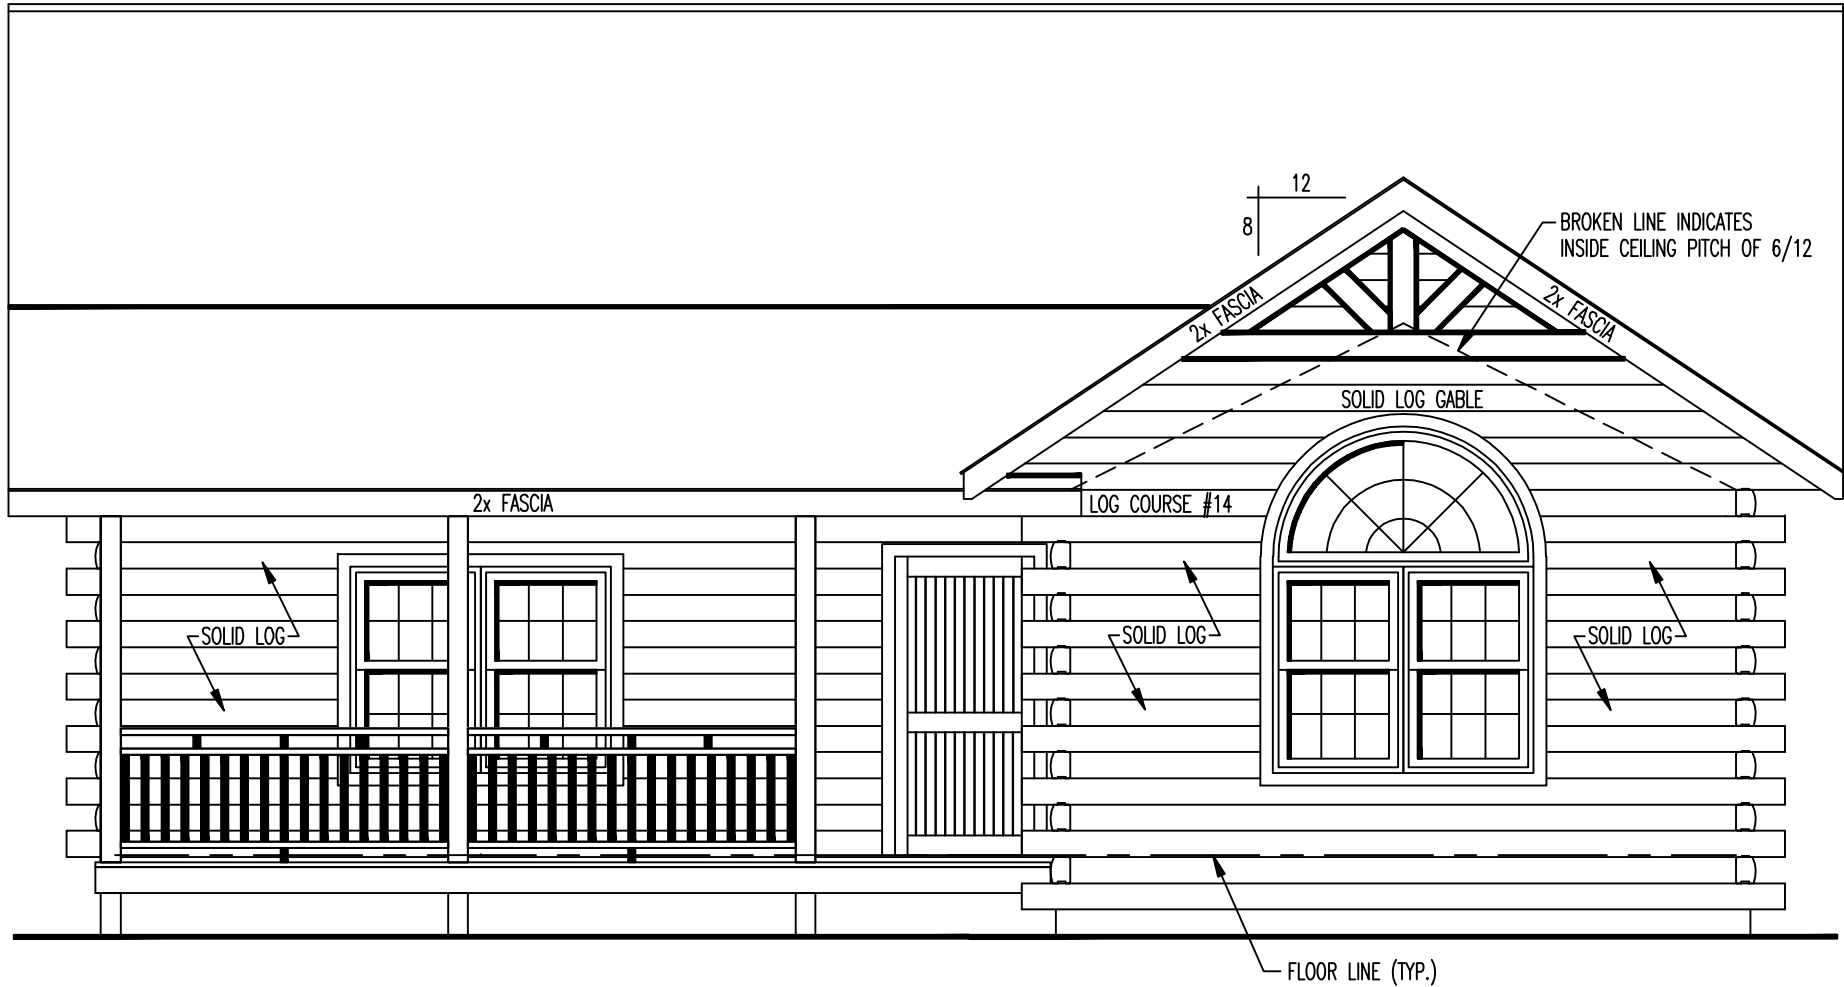 12
8
BROKEN LINE INDICATES
INSIDE CEILING PITCH OF 6/12
2x FASCIA
2x FASCIA
SOLID LOG GABLE
2x FASCIA
LOG COURSE #14
SOLID LOG
SOLID LOG
SOLID LOG
FLOOR LINE (TYP.)